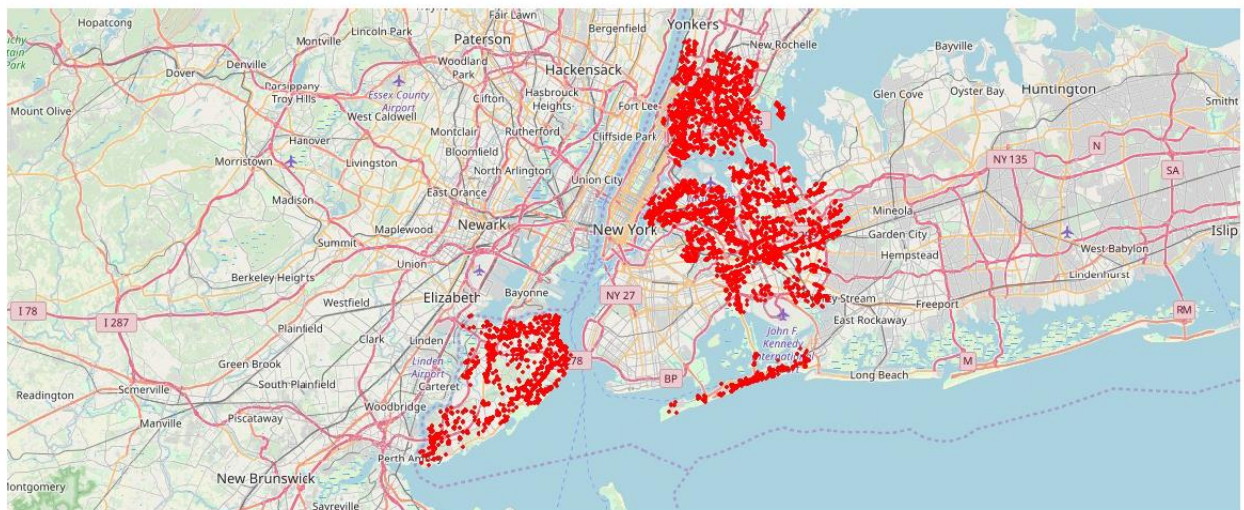 Hopatcong
Lincoln Park
Fair Lawn
Bergenfield
Yonkers
Montville
Paterson
New Rochelle
Bayville
Denville
Woodland
Park
Hackensack
Dover
Parsippany
Troy Hills
Essex County
Airport
Clifton
Hasbrouck
Heights
Fort Lee
Glen Cove
Oyster Bay
Huntington
Mount Olive
West Caldwell
Smitht
Hanover
Montclair
Rutherford
Cliffside Park
Bloomfield
N
Morristown
Livingston
North Arlington
NY 135
Union City
SA
Madison
East Orange
Mineola
Maplewood
Newark
New York
Garden City
Islip
Summit
Hempstead
West Babylon
Union
Berkeley Heights
Lindenhurst
Elizabeth
Bayonne
NY 27
Freeport
Westfield
East Rockaway
I 78
I 287
Plainfield
Linden
RM
Clark
John F.
Kennedy
International
Linden
Airport
78
M
Green Brook
Long Beach
South Plainfield
Carteret
BP
Somerville
Readington
Woodbridge
Manville
Piscataway
Perth Am
New Brunswick
Montgomery
Sayreville